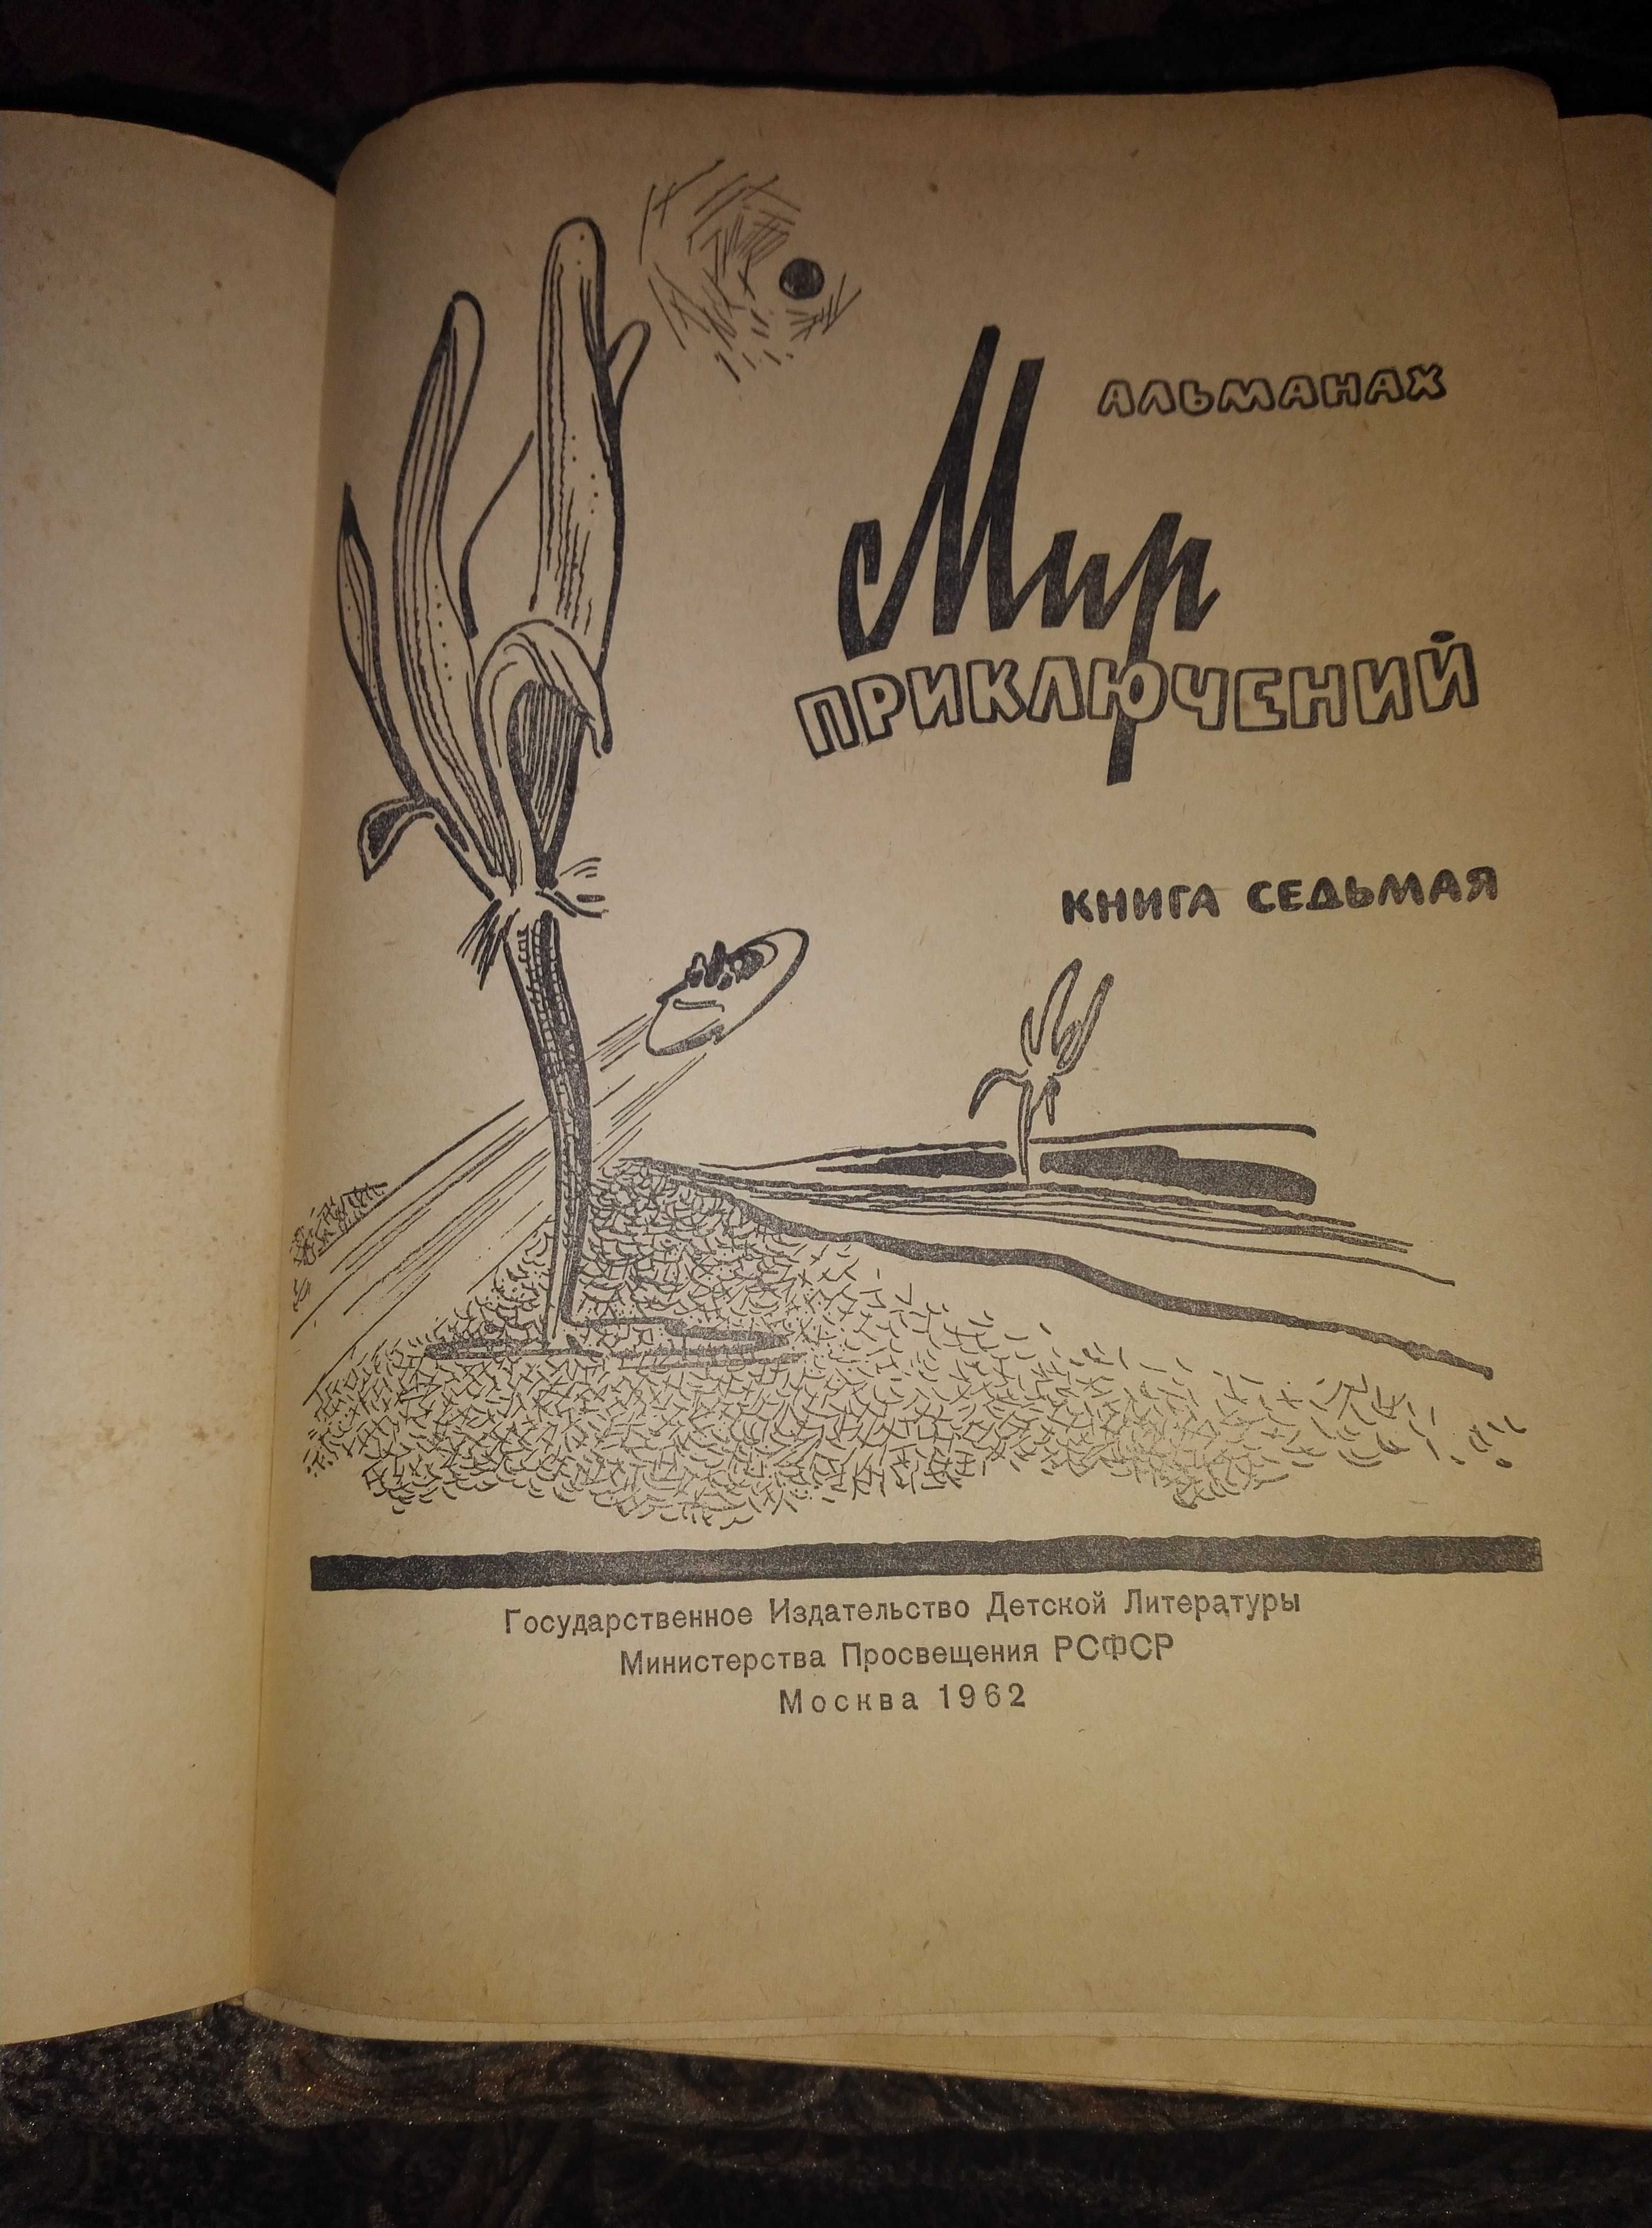 АЛЬМАНАХ
Мир
ПРИКЛЮЧЕНИЙ
КНИГА СЕДЬМАЯ
Государственное Издательство Детской Литературы
Министерства Просвещения РСФСР
Москва 1962